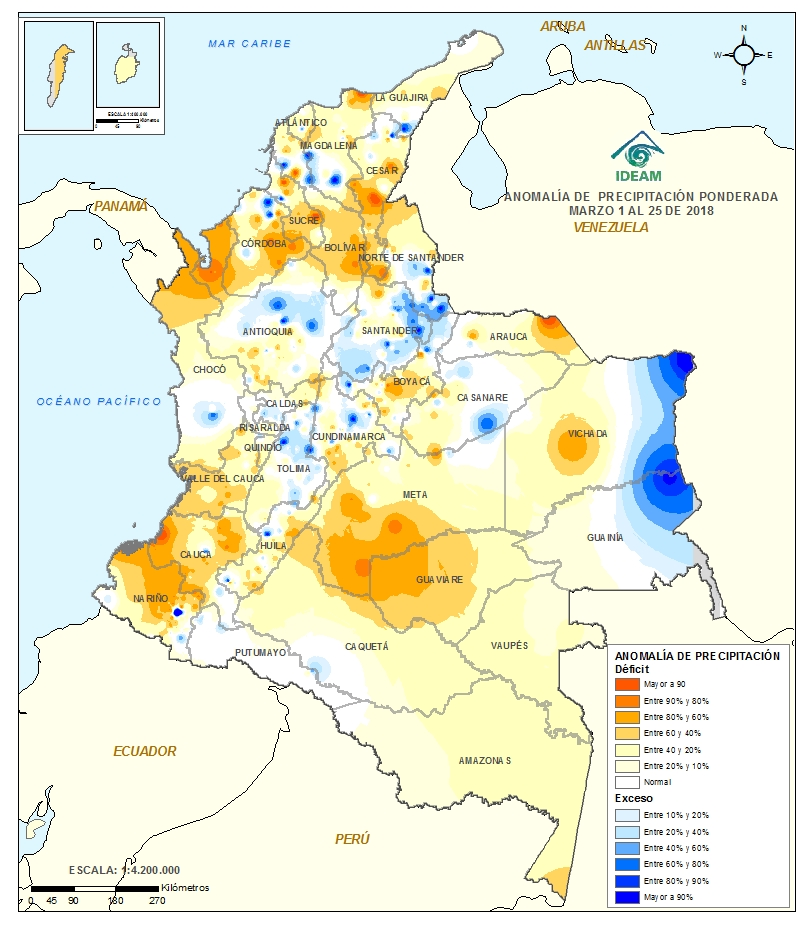 ARUBA
ANTILLAS
MAR CARIBE
N
W
E
S
ESCALA 1:100.000
Kilómetros
LA GUAJIRA
ATLÁNTICO
MAGDALENA
CESAR
IDEAM
ANOMALÍA DE PRECIPITACIÓN PONDERADA
MARZO 1 AL 25 DE 2018
PANAMÁ
VENEZUELA
SUCRE
CÓRDOBA
BOLÍVAR
NORTE DE SANTANDER
ANTIOQUIA
SANTANDER
ARAUCA
CHOCÓ
BOYACÁ
CASANARE
OCÉANO PACÍFICO
CALDAS
RISARALDA
CUNDINAMARCA
VICHADA
QUINDÍO
TOLIMA
VALLE DEL CAUCA
META
GUAINÍA
HUILA
CAUCA
GUAVIARE
NARIÑO
CAQUETÁ
VAUPÉS
PUTUMAYO
AMAZONAS
ECUADOR
PERÚ
ANOMALÍA DE PRECIPITACIÓN
Déficit
Mayor a 90
Entre 90% y 80%
Entre 80% y 60%
Entre 60 y 40%
Entre 40 y 20%
Entre 20% y 10%
Normal
Exceso
Entre 10% y 20%
Entre 20% y 40%
Entre 40% y 60%
Entre 60% y 80%
Entre 80% y 90%
Mayor a 90%
ESCALA: 1:4.200.000
Kilómetros
0 45 90 180 270